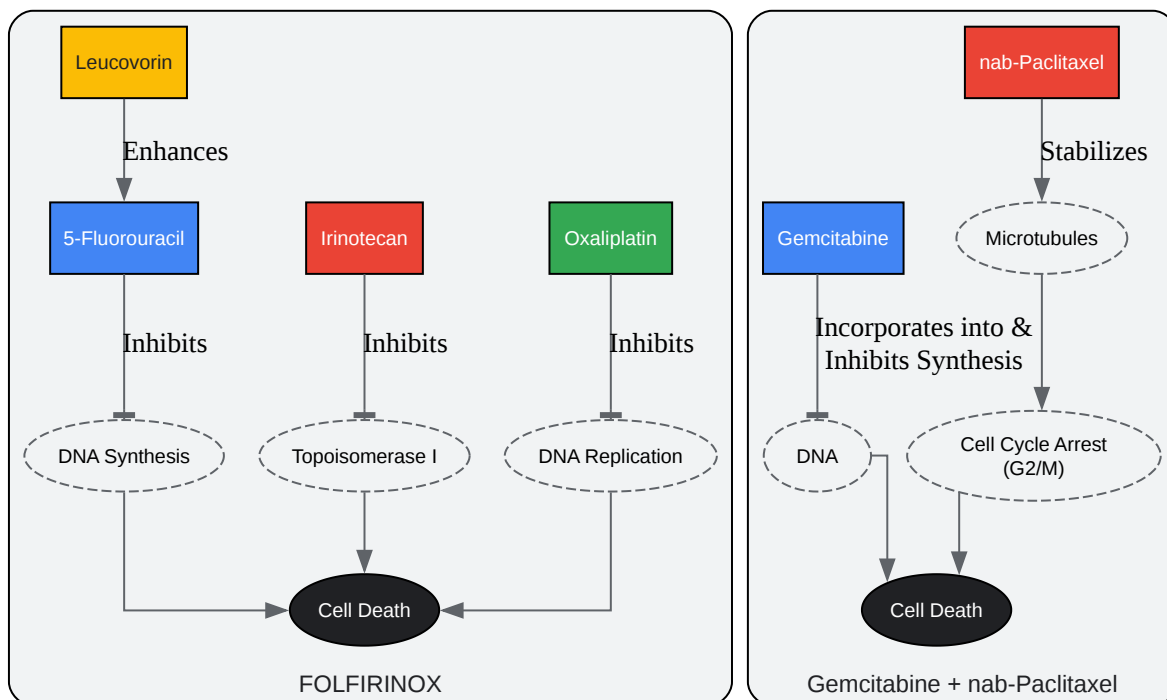 Leucovorin
Enhances
5-Fluorouracil
Irinotecan
Oxaliplatin
Inhibits
Inhibits
Inhibits
DNA Synthesis
Topoisomerase I
DNA Replication
Cell Death
FOLFIRINOX
nab-Paclitaxel
Stabilizes
Gemcitabine
Microtubules
Incorporates into &
Inhibits Synthesis
DNA
Cell Cycle Arrest
(G2/M)
Cell Death
Gemcitabine + nab-Paclitaxel